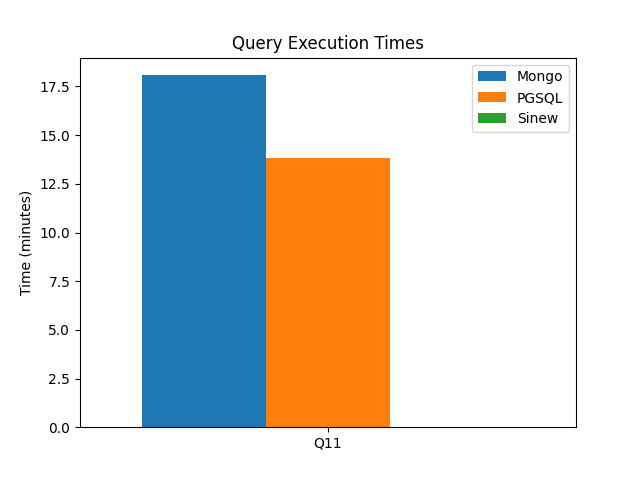 Query Execution Times
Mongo
PGSQL
Sinew
Time (minutes)
17.5
15.0
12.5
10.0
7.5
5.0
2.5
0.0
Q11